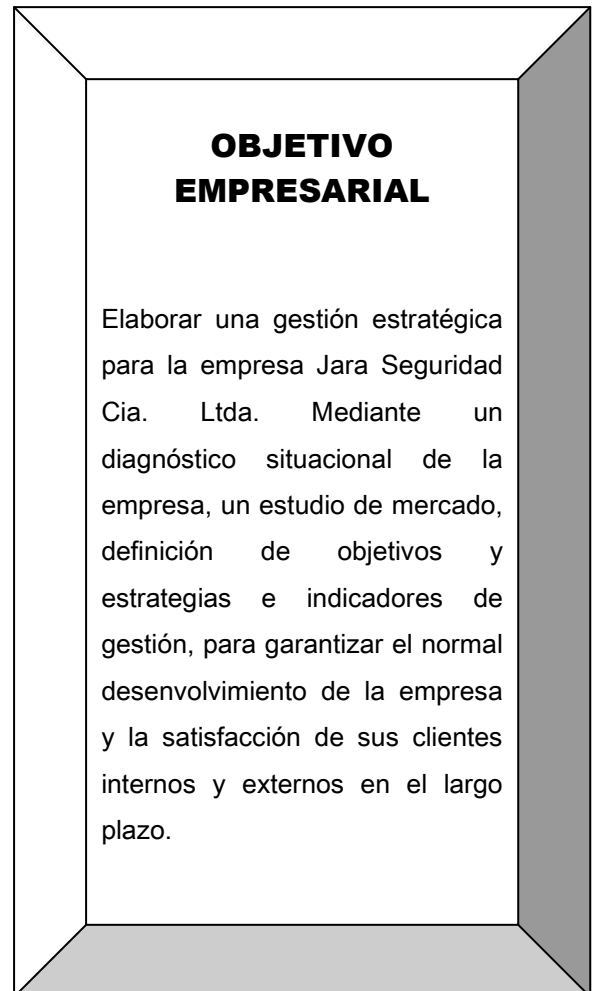 OBJETIVO
EMPRESARIAL
Elaborar una gestión estratégica
para la empresa Jara Seguridad
Cia. Ltda. Mediante un
diagnóstico situacional de la
empresa, un estudio de mercado,
definición de objetivos y
estrategias e indicadores de
gestión, para garantizar el normal
desenvolvimiento de la empresa
y la satisfacción de sus clientes
internos y externos en el largo
plazo.